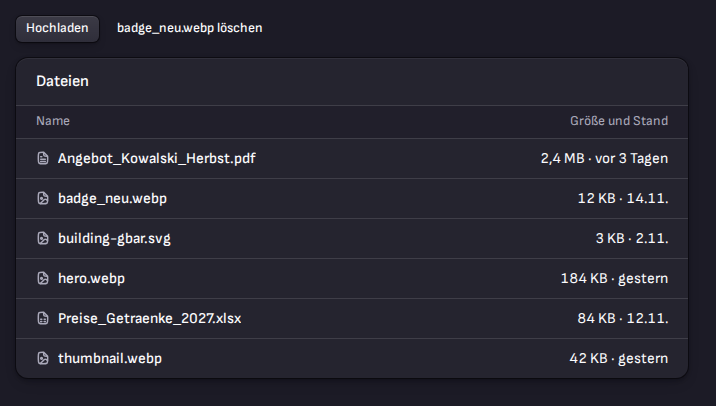 Hochladen badge_neu.webp löschen
Dateien
Name Größe und Stand
Angebot_Kowalski_Herbst.pdf 2,4 MB · vor 3 Tagen
badge_neu.webp 12 KB · 14.11.
building-gbar.svg 3 KB · 2.11.
hero.webp 184 KB · gestern
Preise_Getraenke_2027.xlsx 84 KB · 12.11.
thumbnail.webp 42 KB · gestern